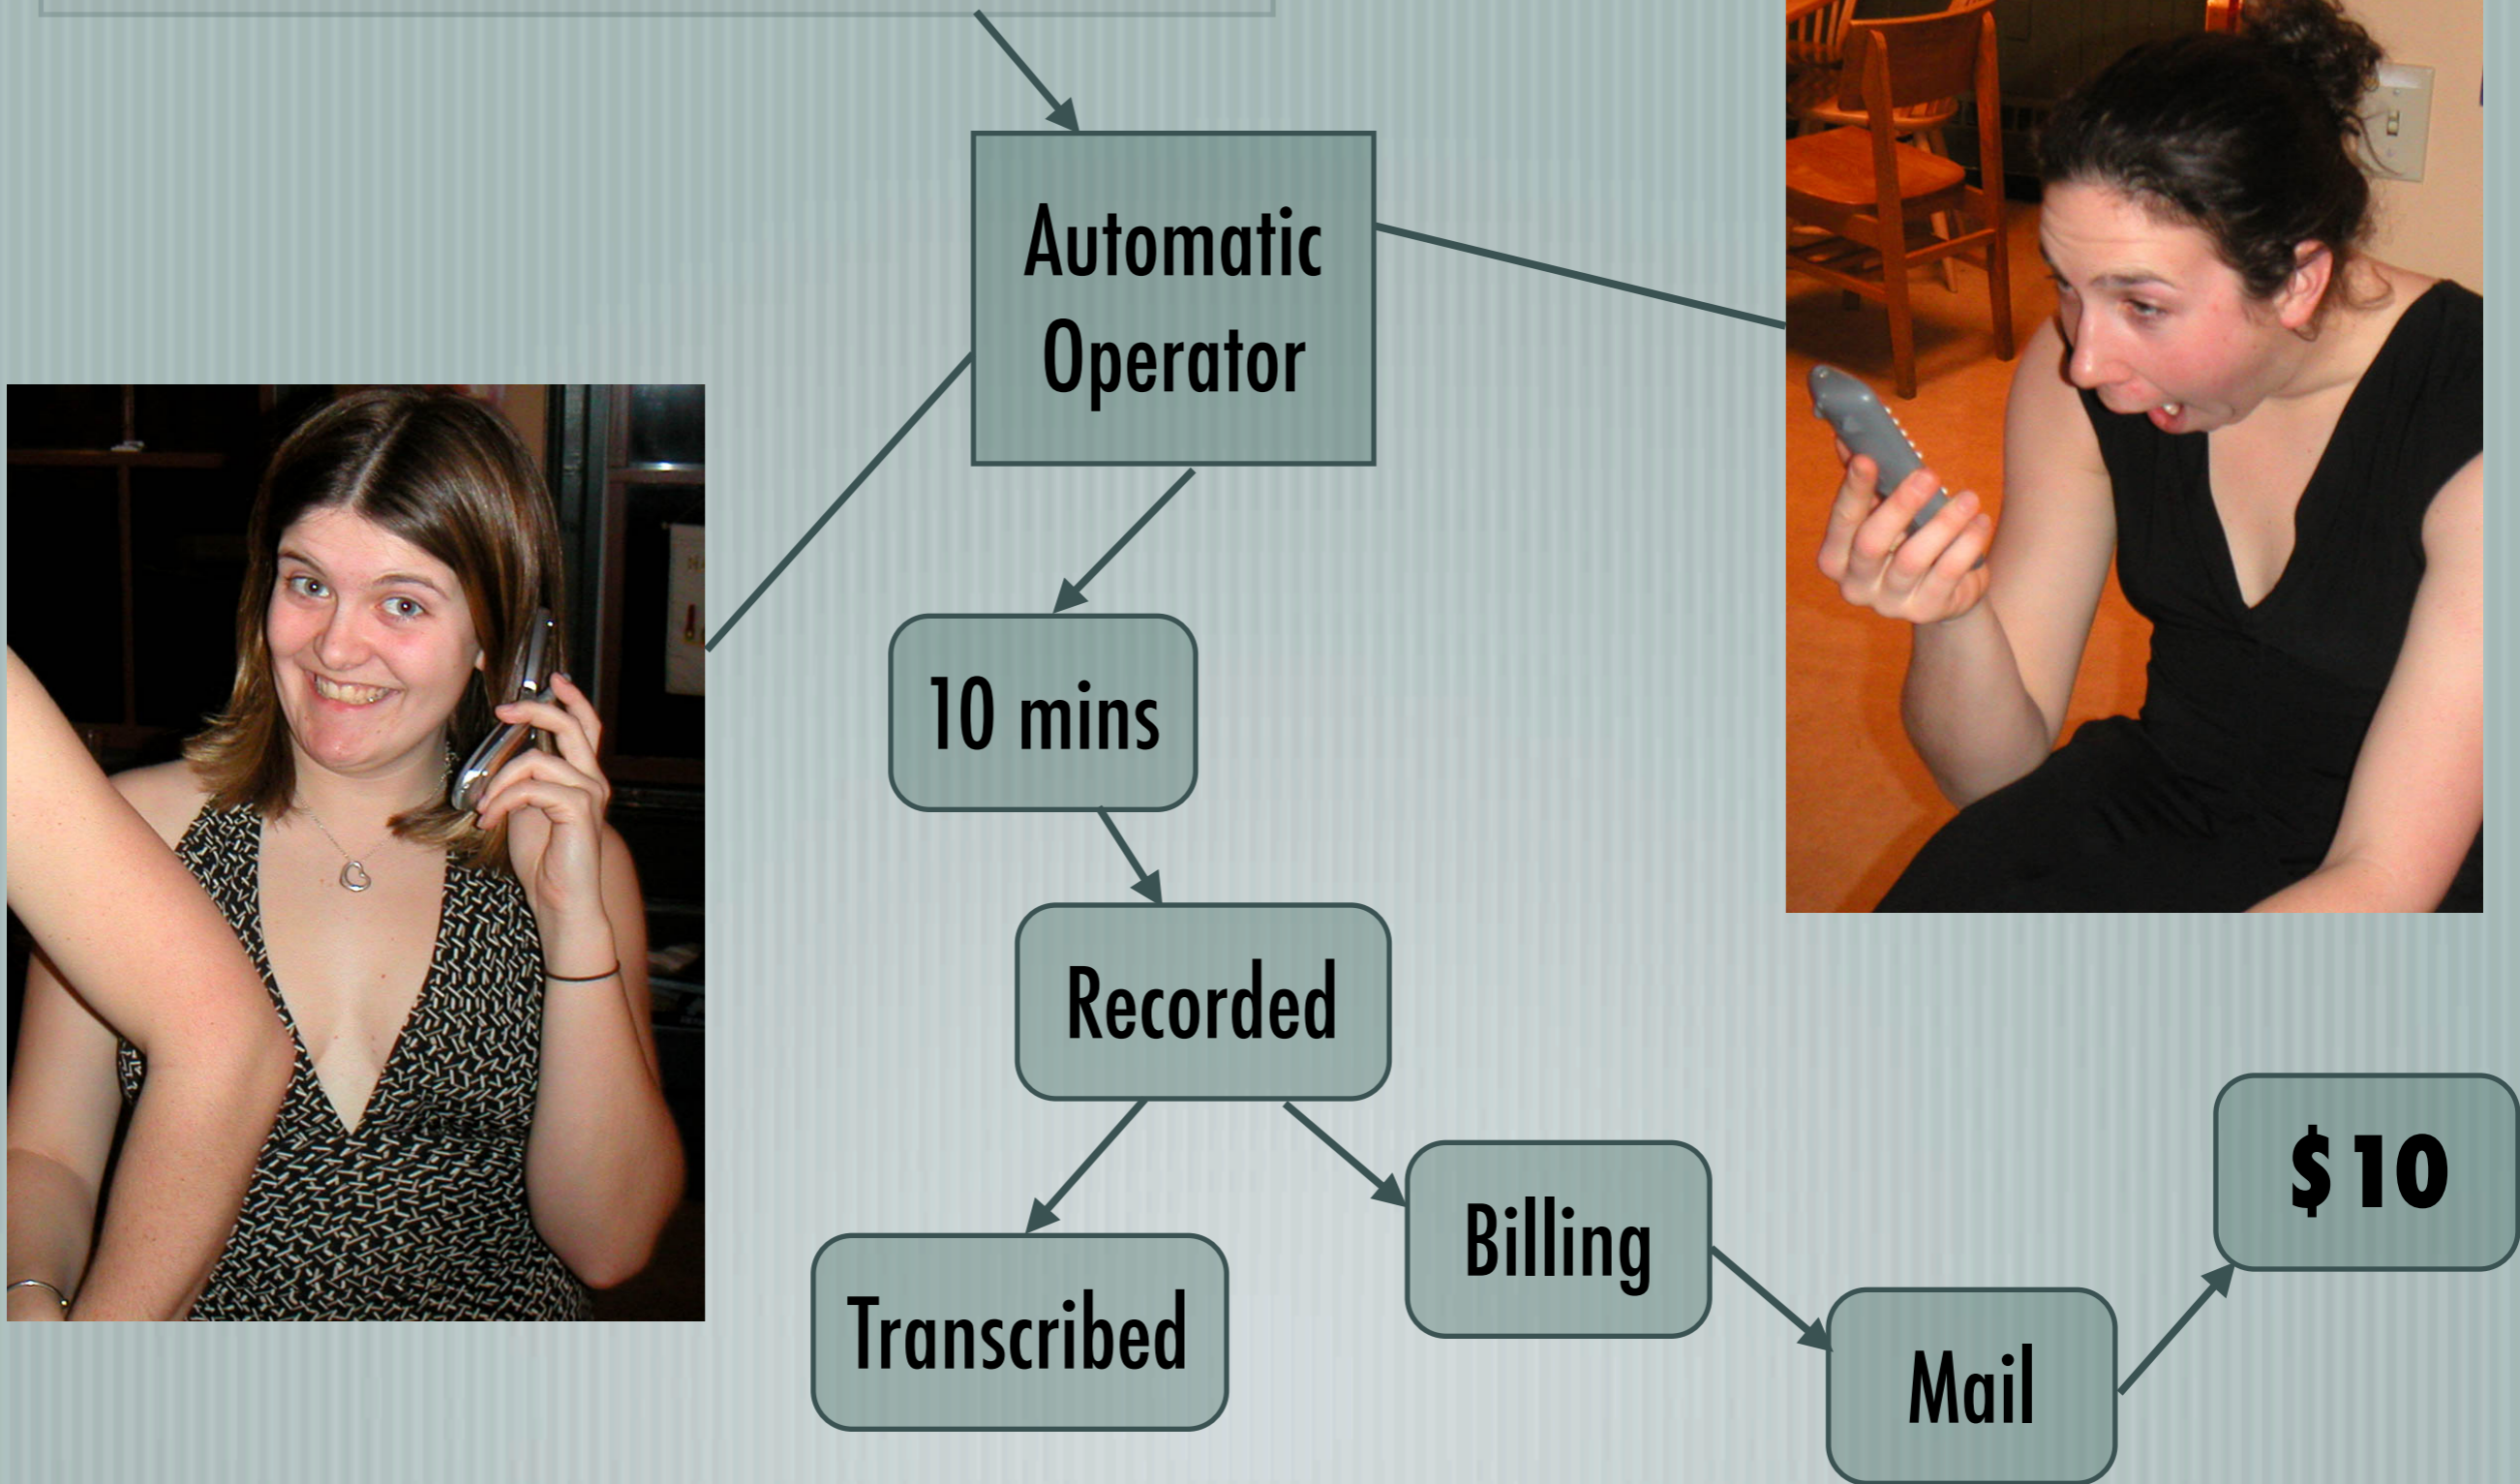 Automatic
Operator
10 mins
Recorded
Transcribed
Billing
Mail
$ 10